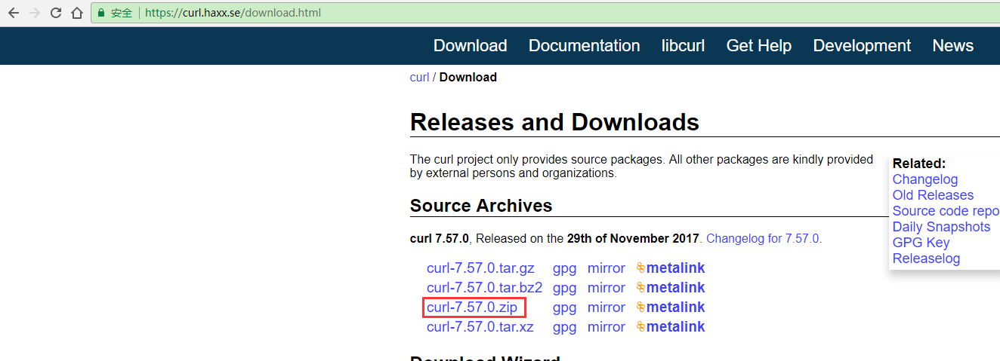 安全 https://curl.haxx.se/download.html
Download Documentation libcurl Get Help Development News
curl / Download
Releases and Downloads
The curl project only provides source packages. All other packages are kindly provided
by external persons and organizations.
Related:
Changelog
Old Releases
Source code repo
Daily Snapshots
GPG Key
Releaselog
Source Archives
curl 7.57.0, Released on the 29th of November 2017. Changelog for 7.57.0.
curl-7.57.0.tar.gz gpg mirror metalink
curl-7.57.0.tar.bz2 gpg mirror metalink
curl-7.57.0.zip gpg mirror metalink
curl-7.57.0.tar.xz gpg mirror metalink
Download Wizard